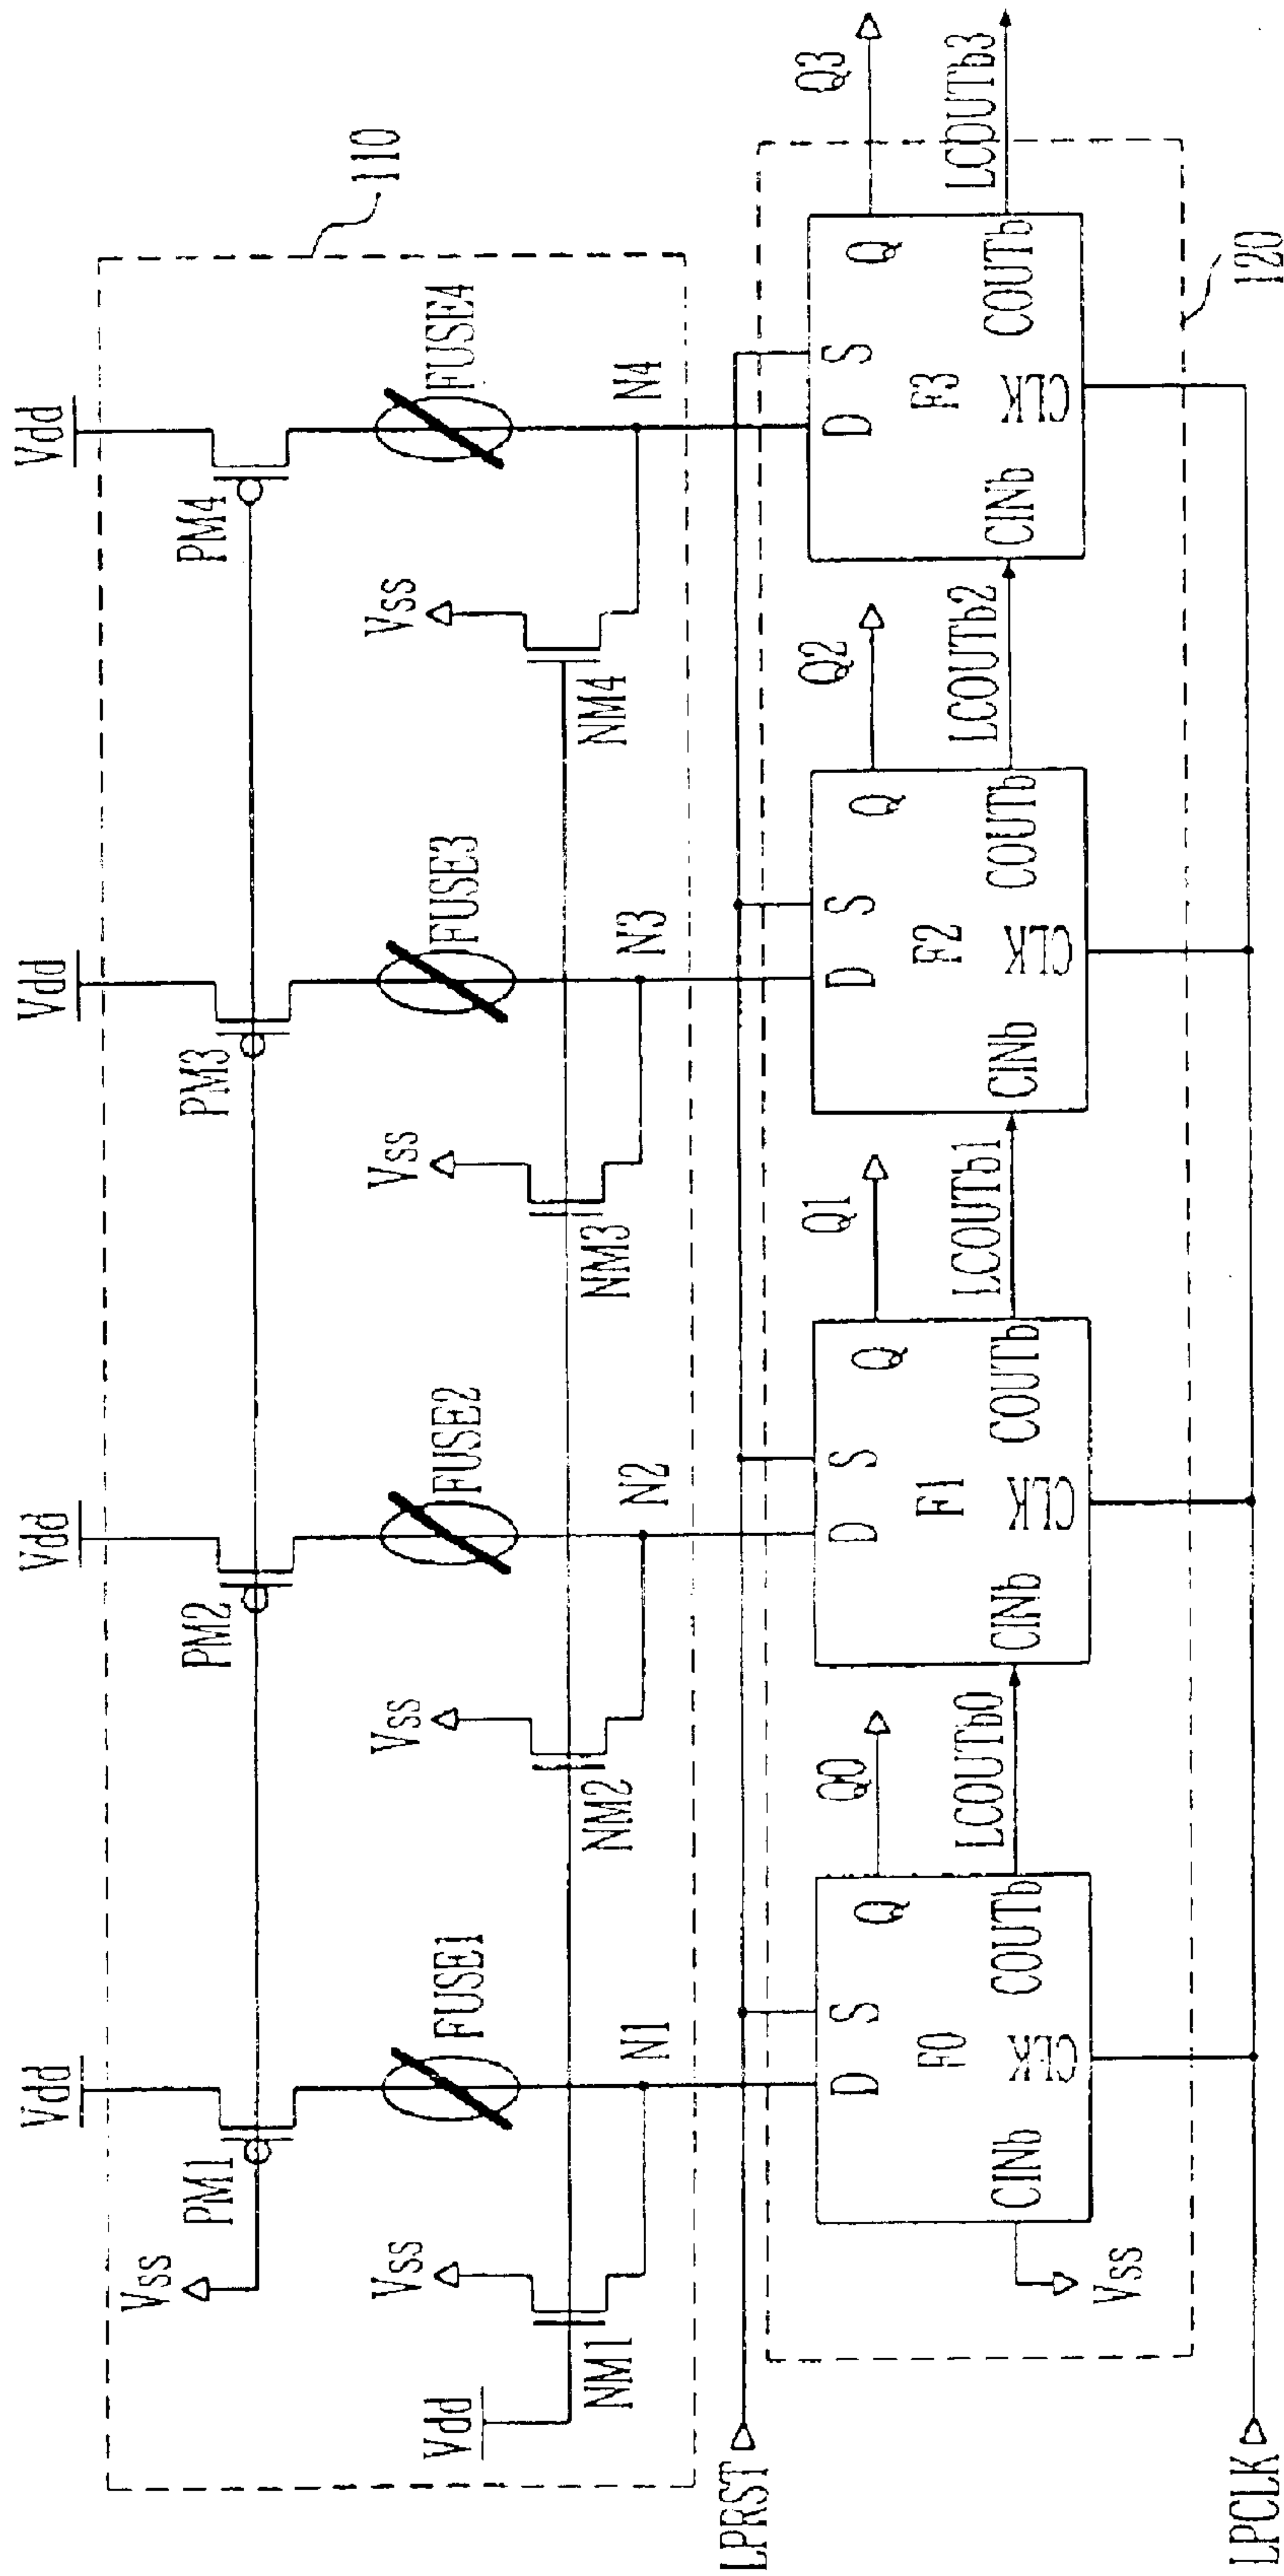 110
Vdd
Vdd
Vdd
Vdd
Vss
PM1
PM2
PM3
PM4
FUSE1
FUSE2
FUSE3
FUSE4
Vss
Vss
Vss
Vss
Vdd
NM1
NM2
NM3
NM4
N1
N2
N3
N4
LPRST
D S Q
D S Q
D S Q
D S Q
Q0
Q1
Q2
Q3
F0
F1
F2
F3
CINb CLK COUTb
CINb CLK COUTb
CINb CLK COUTb
CINb CLK COUTb
LCOUTb0
LCOUTb1
LCOUTb2
LCOUTb3
Vss
120
LPCLK